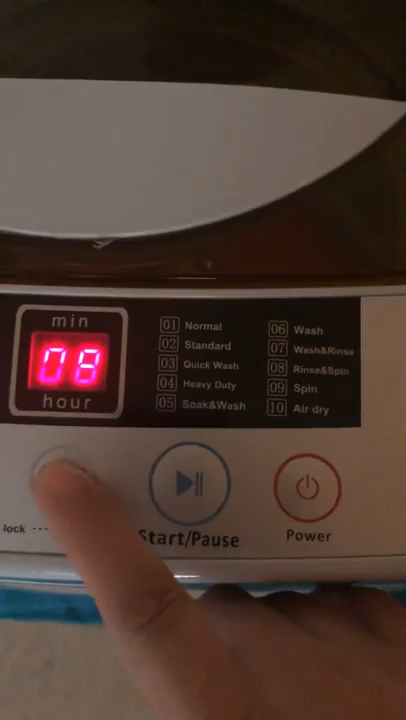 min
09
hour
01 Normal
02 Standard
03 Quick Wash
04 Heavy Duty
05 Soak&Wash
06 Wash
07 Wash&Rinse
08 Rinse&Spin
09 Spin
10 Air dry
lock ---
Start/Pause
Power